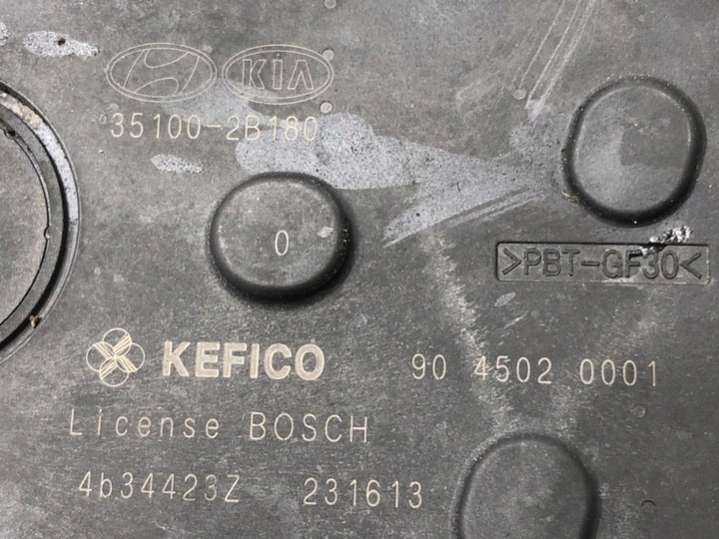 KIA
35100-2B180
0
>PBT-GF30<
KEFICO 90 4502 0001
License BOSCH
4b34423Z 231613